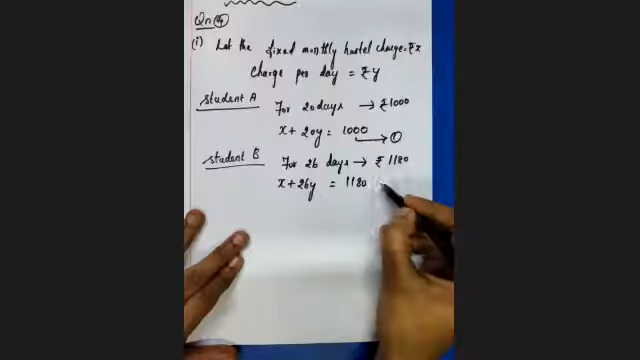 Qn (4)
(i) Let the fixed monthly hostel charge = ₹ x
Charge per day = ₹ y
Student A For 20 days → ₹ 1000
x + 20y = 1000 → ①
Student B For 26 days → ₹ 1180
x + 26y = 1180